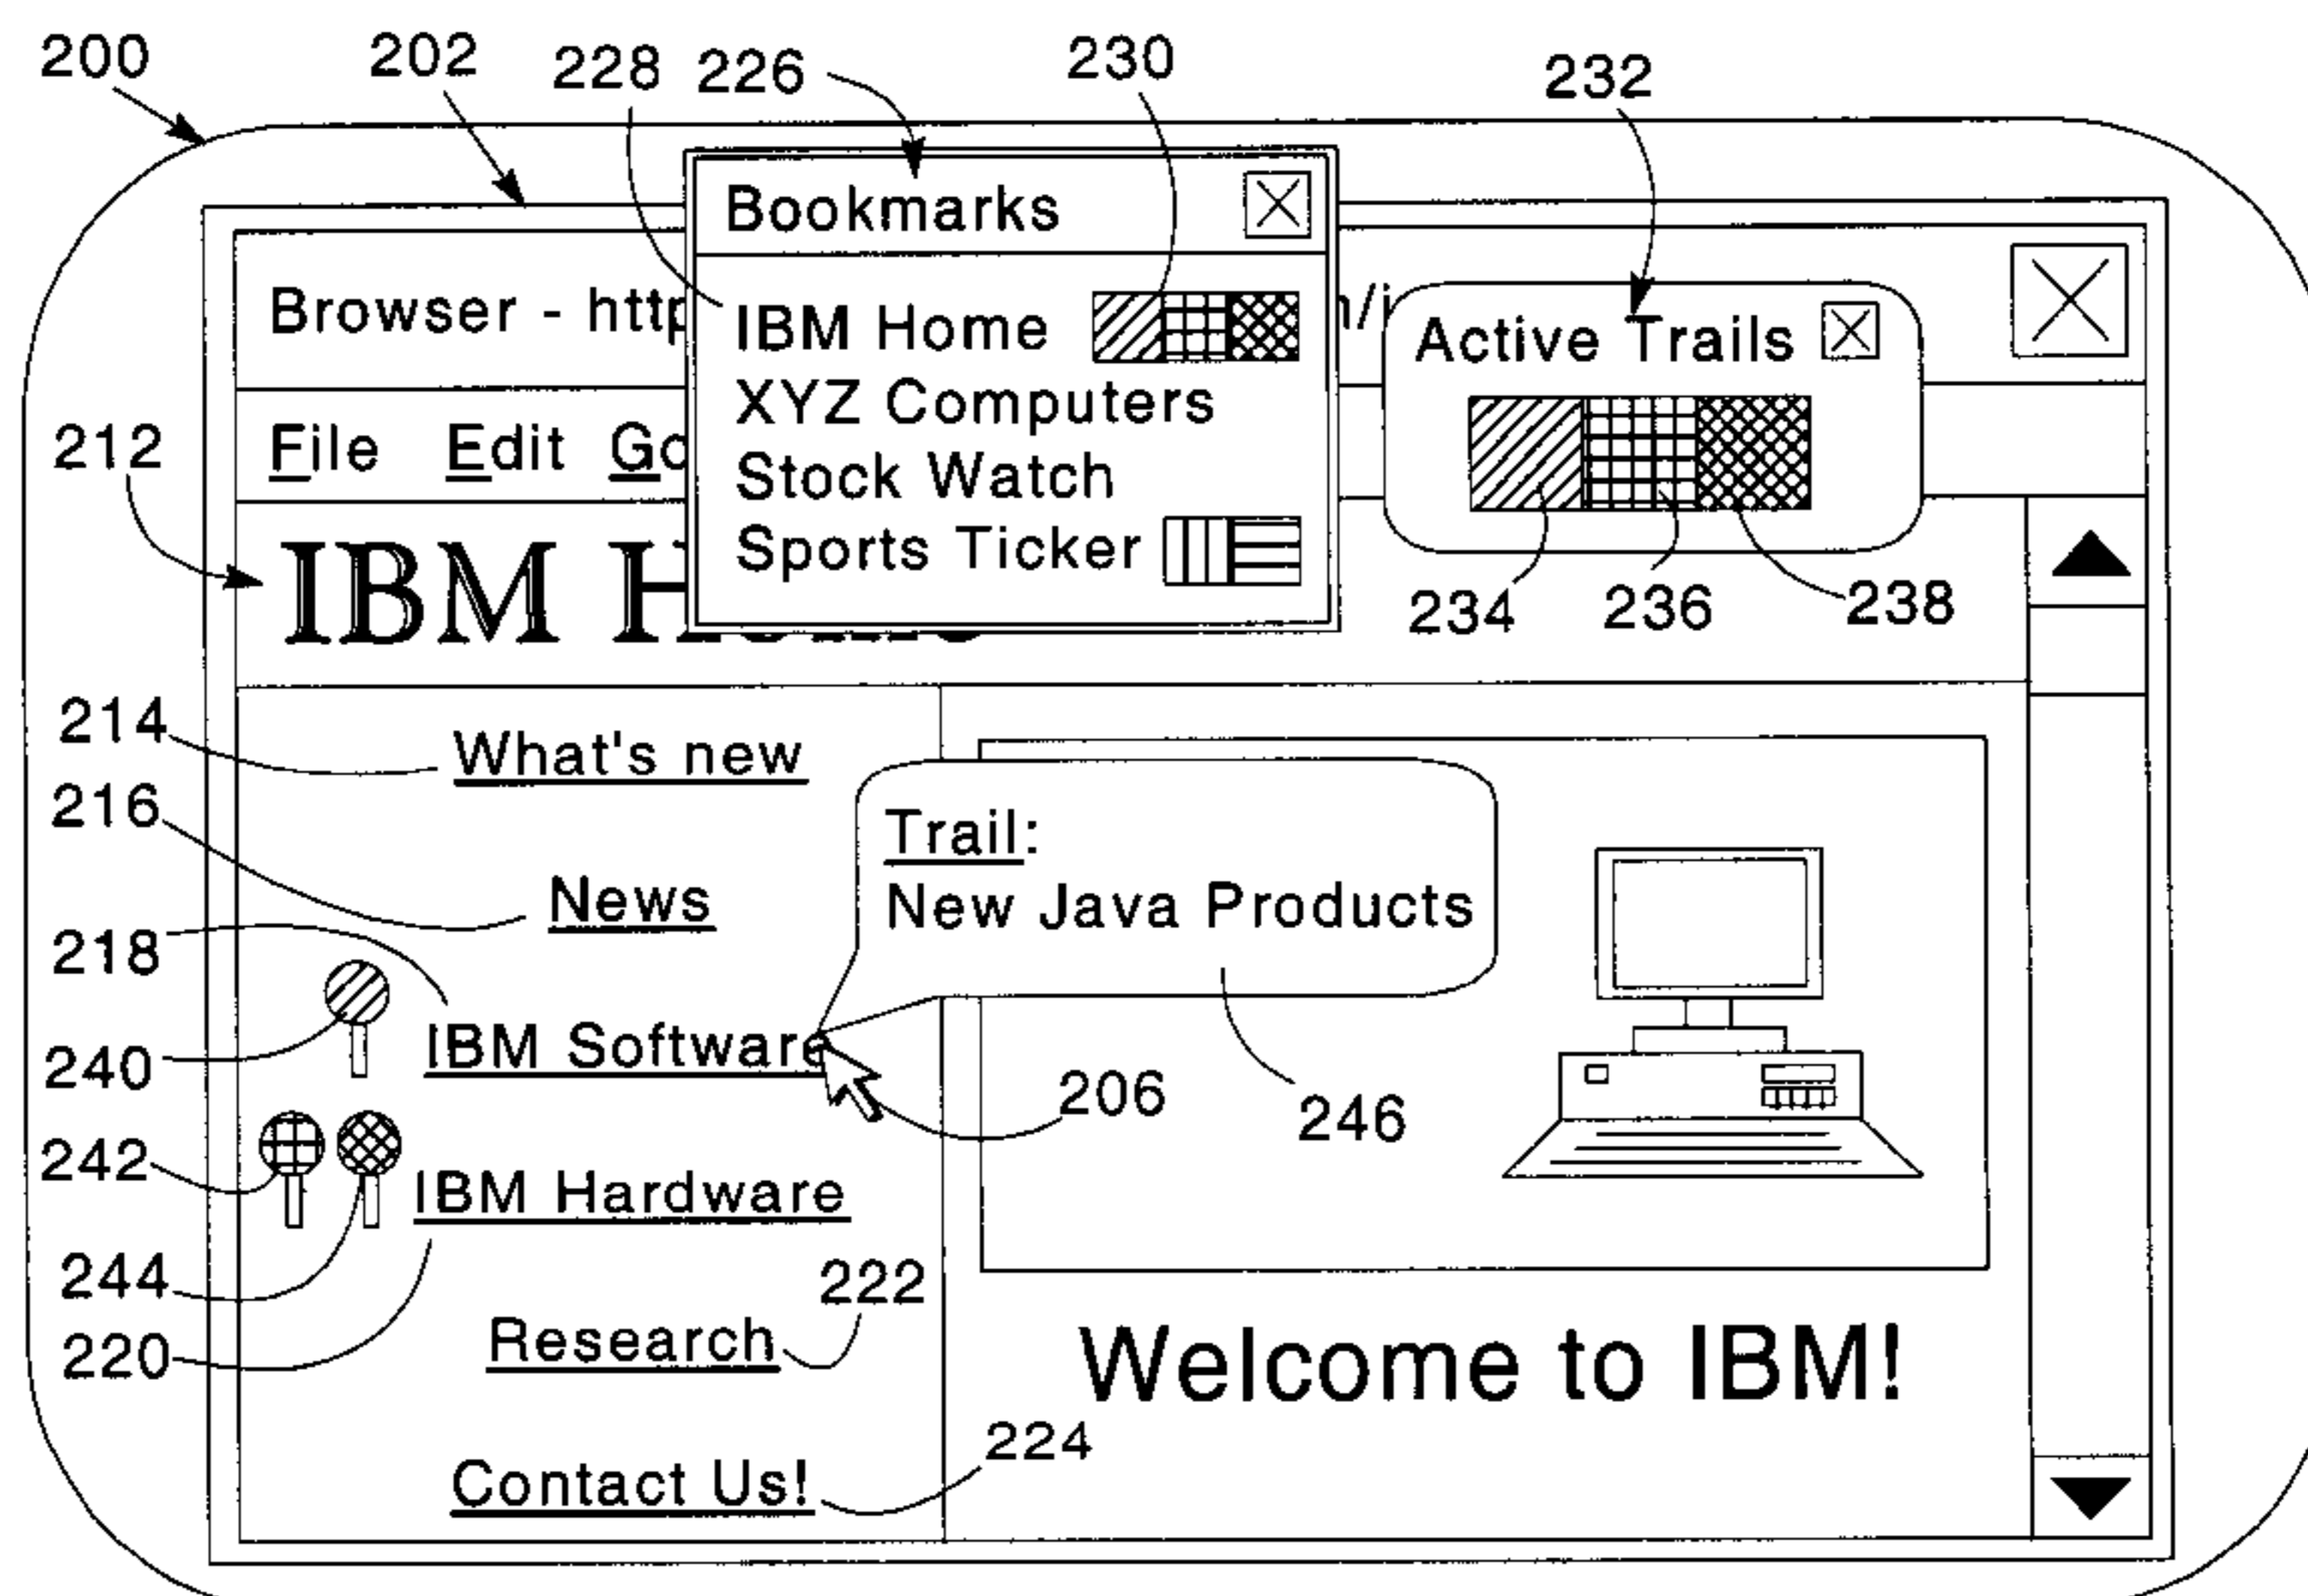 200 202 228 226 230 232
Bookmarks
Browser - http
IBM Home
n/i
Active Trails
XYZ Computers
212
File Edit Go
Stock Watch
Sports Ticker
IBM Home
234 236 238
214
What's new
216
Trail:
New Java Products
News
218
240
IBM Software
206
246
242
IBM Hardware
244
222
220
Research
Welcome to IBM!
224
Contact Us!